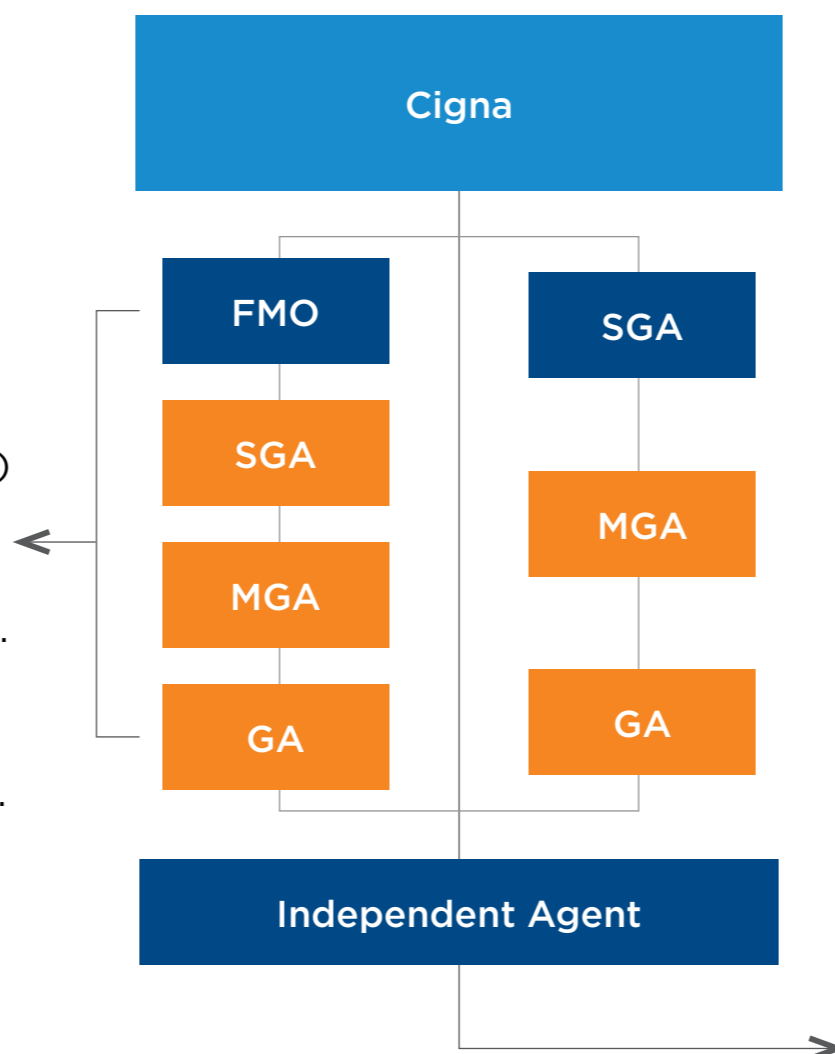 Cigna
FMO
SGA
MGA
GA
SGA
MGA
GA
)
.
.
Independent Agent